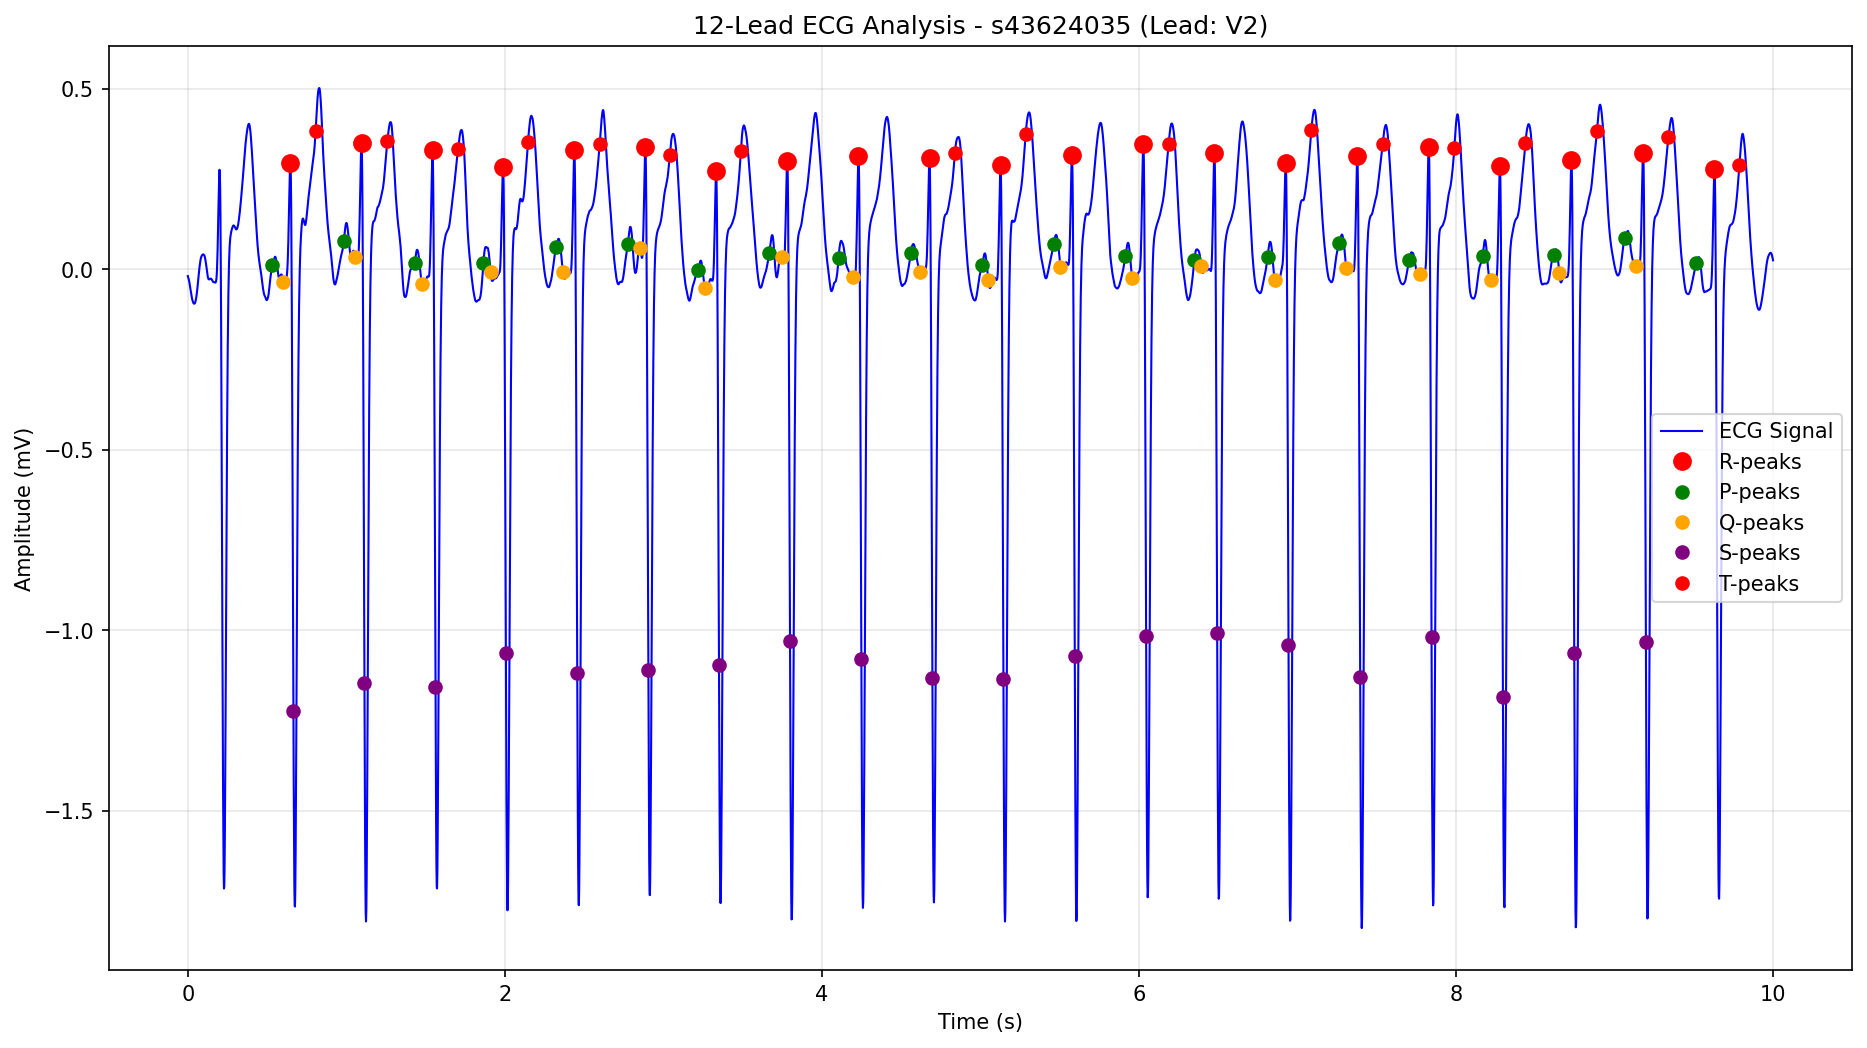 12-Lead ECG Analysis - s43624035 (Lead: V2)
0.5
0.0
−0.5
−1.0
−1.5
Amplitude (mV)
0 2 4 6 8 10
Time (s)
ECG Signal
R-peaks
P-peaks
Q-peaks
S-peaks
T-peaks